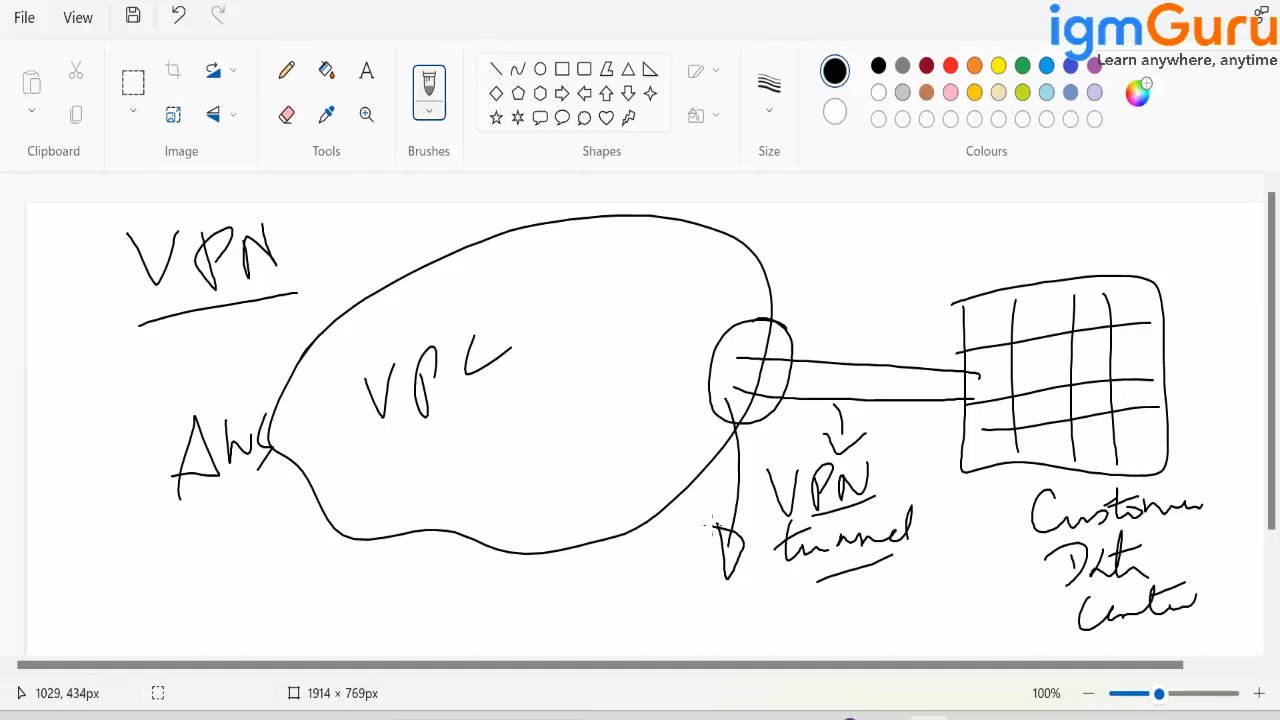 File View
igmGuru
Learn anywhere, anytime
Clipboard Image Tools Brushes Shapes Size Colours
VPN
VPC
AWS
VPN
tunnel
Customer
Data
Center
1029, 434px 1914 × 769px 100%